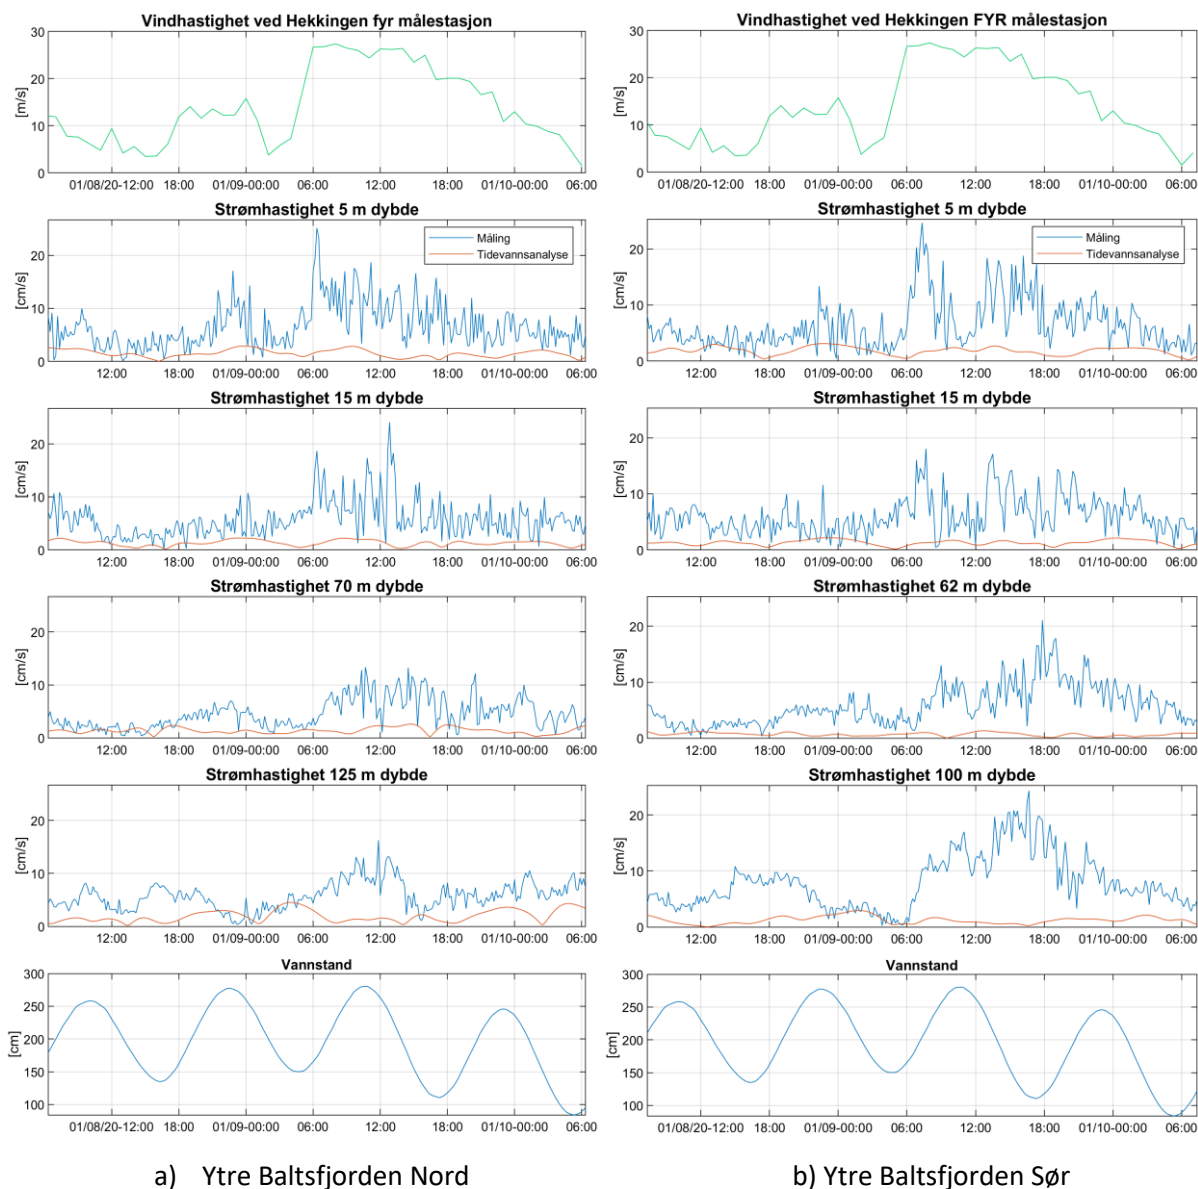 Vindhastighet ved Hekkingen fyr målestasjon
30
20
10
0
[m/s]
01/08/20-12:00 18:00 01/09-00:00 06:00 12:00 18:00 01/10-00:00 06:00
Strømhastighet 5 m dybde
Måling
Tidevannsanalyse
20
10
0
[cm/s]
12:00 18:00 01/09-00:00 06:00 12:00 18:00 01/10-00:00 06:00
Strømhastighet 15 m dybde
20
10
0
[cm/s]
12:00 18:00 01/09-00:00 06:00 12:00 18:00 01/10-00:00 06:00
Strømhastighet 70 m dybde
20
10
0
[cm/s]
12:00 18:00 01/09-00:00 06:00 12:00 18:00 01/10-00:00 06:00
Strømhastighet 125 m dybde
20
10
0
[cm/s]
12:00 18:00 01/09-00:00 06:00 12:00 18:00 01/10-00:00 06:00
Vannstand
300
250
200
150
100
[cm]
01/08/20-12:00 18:00 01/09-00:00 06:00 12:00 18:00 01/10-00:00 06:00
a) Ytre Baltsfjorden Nord
Vindhastighet ved Hekkingen FYR målestasjon
30
20
10
0
[m/s]
01/08/20-12:00 18:00 01/09-00:00 06:00 12:00 18:00 01/10-00:00 06:00
Strømhastighet 5 m dybde
Måling
Tidevannsanalyse
20
10
0
[cm/s]
12:00 18:00 01/09-00:00 06:00 12:00 18:00 01/10-00:00 06:00
Strømhastighet 15 m dybde
20
10
0
[cm/s]
12:00 18:00 01/09-00:00 06:00 12:00 18:00 01/10-00:00 06:00
Strømhastighet 62 m dybde
20
10
0
[cm/s]
12:00 18:00 01/09-00:00 06:00 12:00 18:00 01/10-00:00 06:00
Strømhastighet 100 m dybde
20
10
0
[cm/s]
12:00 18:00 01/09-00:00 06:00 12:00 18:00 01/10-00:00 06:00
Vannstand
300
250
200
150
100
[cm]
01/08/20-12:00 18:00 01/09-00:00 06:00 12:00 18:00 01/10-00:00 06:00
b) Ytre Baltsfjorden Sør